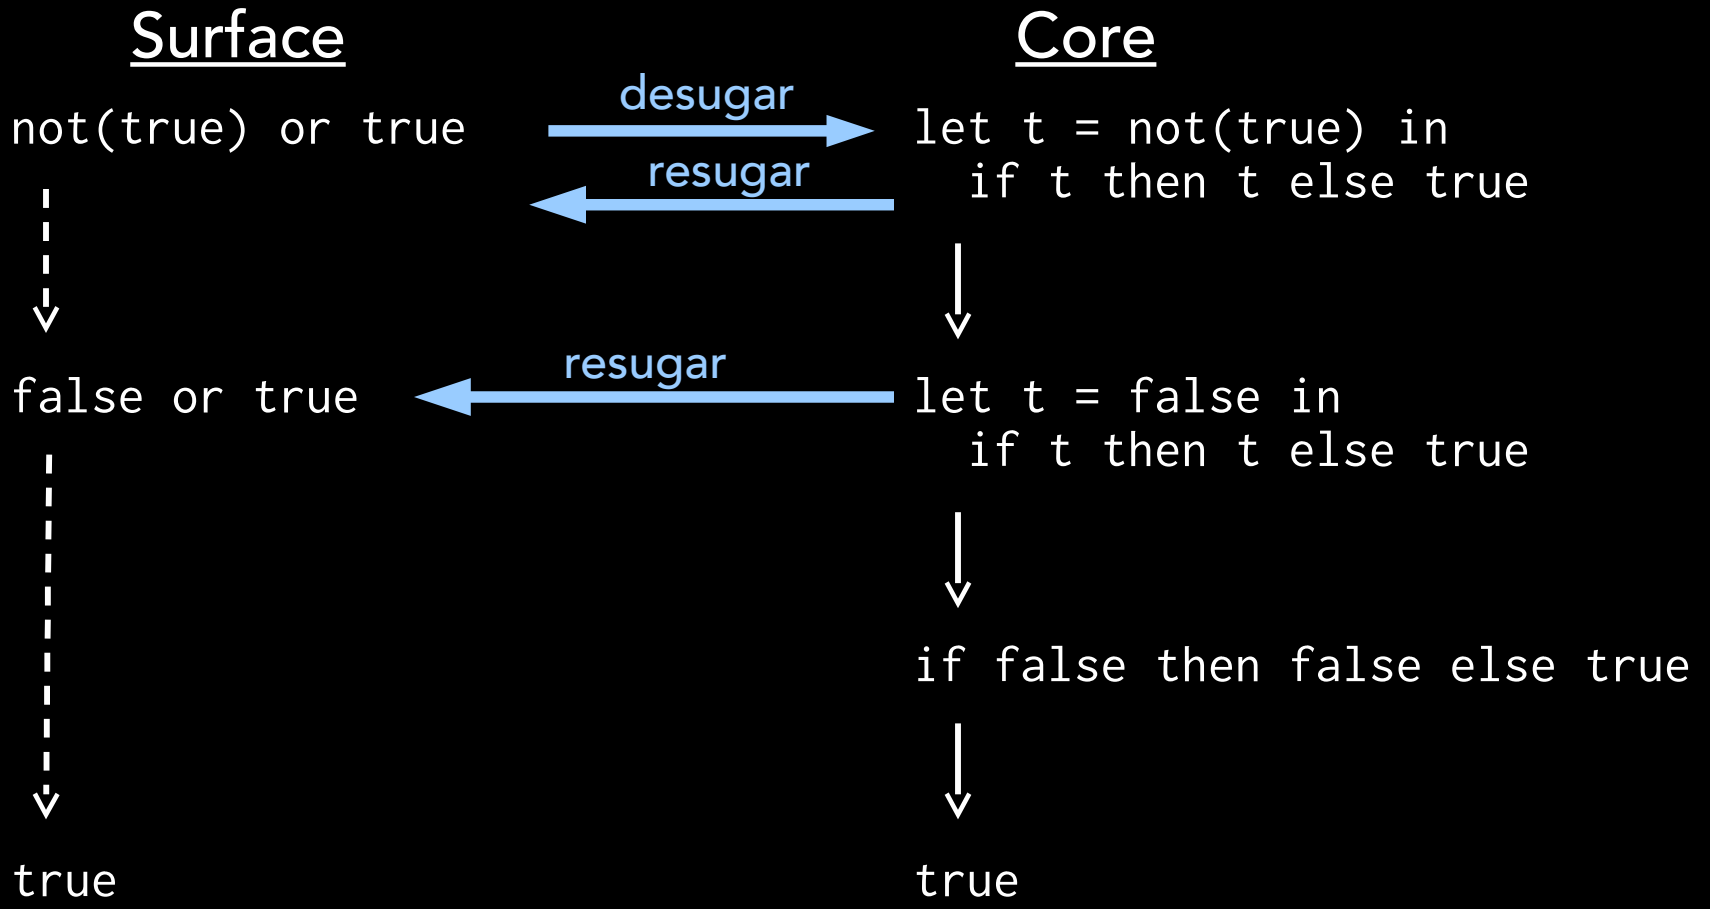 Surface
Core
desugar
not(true) or true
let t = not(true) in
resugar
if t then t else true
resugar
false or true
let t = false in
if t then t else true
if false then false else true
true
true